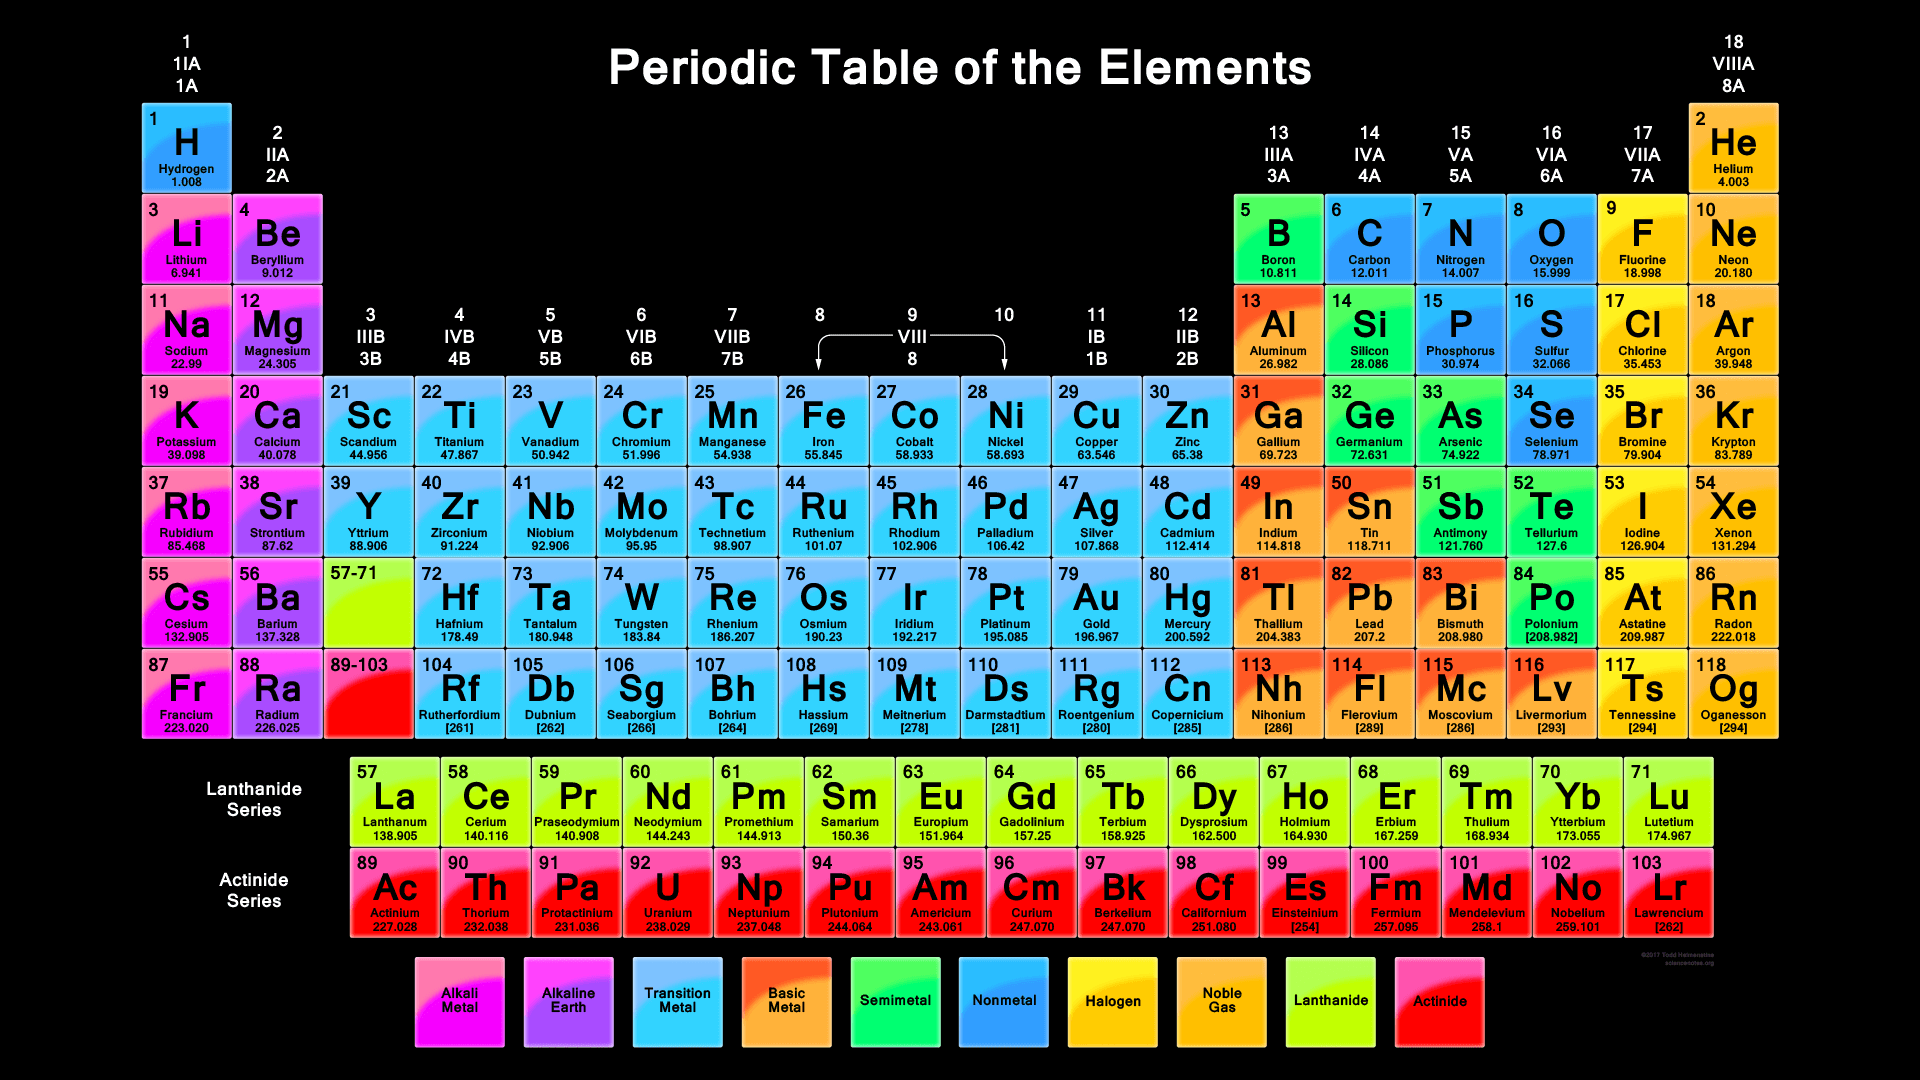 Periodic Table of the Elements
1
1IA
1A
18
VIIIA
8A
1
H
Hydrogen
1.008
2
IIA
2A
13
IIIA
3A
14
IVA
4A
15
VA
5A
16
VIA
6A
17
VIIA
7A
2
He
Helium
4.003
3
Li
Lithium
6.941
4
Be
Beryllium
9.012
5
B
Boron
10.811
6
C
Carbon
12.011
7
N
Nitrogen
14.007
8
O
Oxygen
15.999
9
F
Fluorine
18.998
10
Ne
Neon
20.180
11
Na
Sodium
22.99
12
Mg
Magnesium
24.305
3
IIIB
3B
4
IVB
4B
5
VB
5B
6
VIB
6B
7
VIIB
7B
8
9
10
VIII
8
11
IB
1B
12
IIB
2B
13
Al
Aluminum
26.982
14
Si
Silicon
28.086
15
P
Phosphorus
30.974
16
S
Sulfur
32.066
17
Cl
Chlorine
35.453
18
Ar
Argon
39.948
19
K
Potassium
39.098
20
Ca
Calcium
40.078
21
Sc
Scandium
44.956
22
Ti
Titanium
47.867
23
V
Vanadium
50.942
24
Cr
Chromium
51.996
25
Mn
Manganese
54.938
26
Fe
Iron
55.845
27
Co
Cobalt
58.933
28
Ni
Nickel
58.693
29
Cu
Copper
63.546
30
Zn
Zinc
65.38
31
Ga
Gallium
69.723
32
Ge
Germanium
72.631
33
As
Arsenic
74.922
34
Se
Selenium
78.971
35
Br
Bromine
79.904
36
Kr
Krypton
83.789
37
Rb
Rubidium
85.468
38
Sr
Strontium
87.62
39
Y
Yttrium
88.906
40
Zr
Zirconium
91.224
41
Nb
Niobium
92.906
42
Mo
Molybdenum
95.95
43
Tc
Technetium
98.907
44
Ru
Ruthenium
101.07
45
Rh
Rhodium
102.906
46
Pd
Palladium
106.42
47
Ag
Silver
107.868
48
Cd
Cadmium
112.414
49
In
Indium
114.818
50
Sn
Tin
118.711
51
Sb
Antimony
121.760
52
Te
Tellurium
127.6
53
I
Iodine
126.904
54
Xe
Xenon
131.294
55
Cs
Cesium
132.905
56
Ba
Barium
137.328
57-71
72
Hf
Hafnium
178.49
73
Ta
Tantalum
180.948
74
W
Tungsten
183.84
75
Re
Rhenium
186.207
76
Os
Osmium
190.23
77
Ir
Iridium
192.217
78
Pt
Platinum
195.085
79
Au
Gold
196.967
80
Hg
Mercury
200.592
81
Tl
Thallium
204.383
82
Pb
Lead
207.2
83
Bi
Bismuth
208.980
84
Po
Polonium
[208.982]
85
At
Astatine
209.987
86
Rn
Radon
222.018
87
Fr
Francium
223.020
88
Ra
Radium
226.025
89-103
104
Rf
Rutherfordium
[261]
105
Db
Dubnium
[262]
106
Sg
Seaborgium
[266]
107
Bh
Bohrium
[264]
108
Hs
Hassium
[269]
109
Mt
Meitnerium
[278]
110
Ds
Darmstadtium
[281]
111
Rg
Roentgenium
[280]
112
Cn
Copernicium
[285]
113
Nh
Nihonium
[286]
114
Fl
Flerovium
[289]
115
Mc
Moscovium
[286]
116
Lv
Livermorium
[293]
117
Ts
Tennessine
[294]
118
Og
Oganesson
[294]
Lanthanide
Series
57
La
Lanthanum
138.905
58
Ce
Cerium
140.116
59
Pr
Praseodymium
140.908
60
Nd
Neodymium
144.243
61
Pm
Promethium
144.913
62
Sm
Samarium
150.36
63
Eu
Europium
151.964
64
Gd
Gadolinium
157.25
65
Tb
Terbium
158.925
66
Dy
Dysprosium
162.500
67
Ho
Holmium
164.930
68
Er
Erbium
167.259
69
Tm
Thulium
168.934
70
Yb
Ytterbium
173.055
71
Lu
Lutetium
174.967
Actinide
Series
89
Ac
Actinium
227.028
90
Th
Thorium
232.038
91
Pa
Protactinium
231.036
92
U
Uranium
238.029
93
Np
Neptunium
237.048
94
Pu
Plutonium
244.064
95
Am
Americium
243.061
96
Cm
Curium
247.070
97
Bk
Berkelium
247.070
98
Cf
Californium
251.080
99
Es
Einsteinium
[254]
100
Fm
Fermium
257.095
101
Md
Mendelevium
258.1
102
No
Nobelium
259.101
103
Lr
Lawrencium
[262]
©2017 Todd Helmenstine
sciencenotes.org
Alkali
Metal
Alkaline
Earth
Transition
Metal
Basic
Metal
Semimetal
Nonmetal
Halogen
Noble
Gas
Lanthanide
Actinide